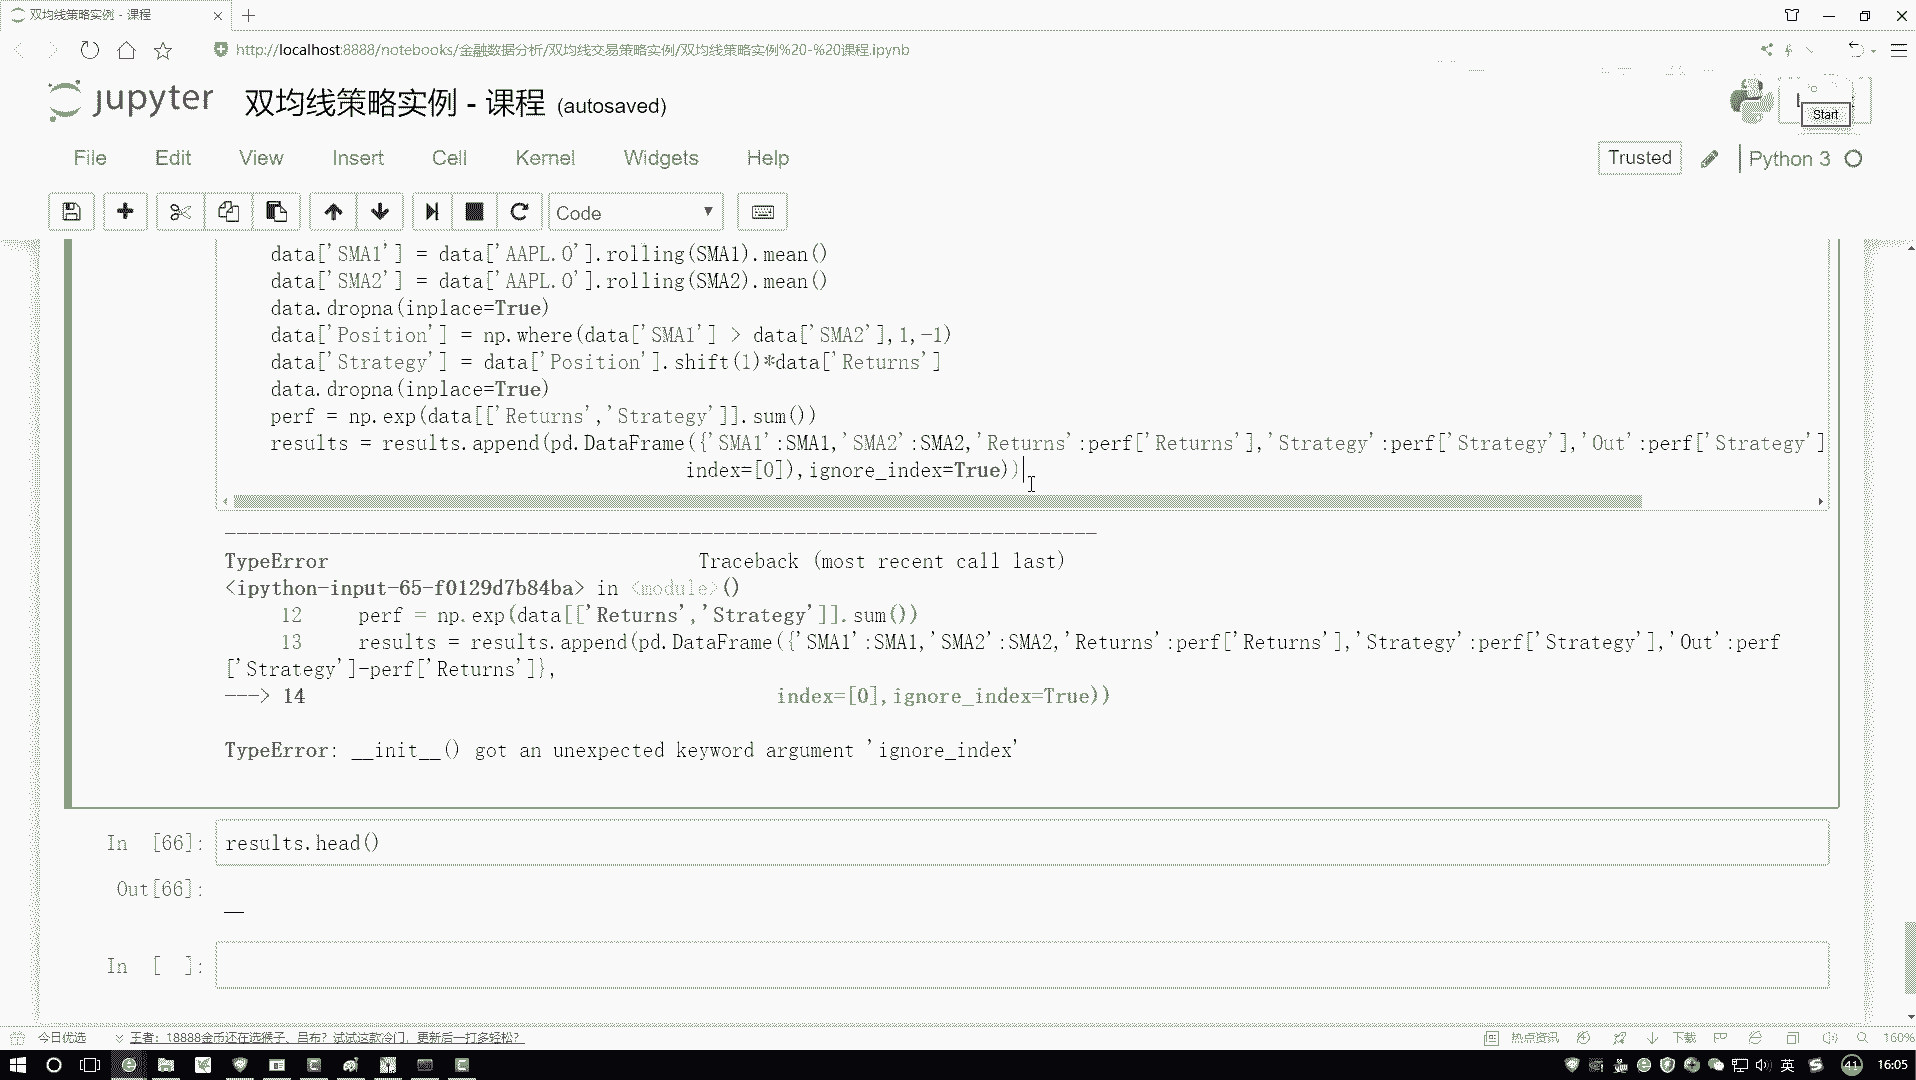 双均线策略实例 - 课程
http://localhost:8888/notebooks/金融数据分析/双均线交易策略实例/双均线策略实例%20-%20课程.ipynb
jupyter 双均线策略实例 - 课程 (autosaved)
Start
File Edit View Insert Cell Kernel Widgets Help
Trusted Python 3
Code
data['SMA1'] = data['AAPL.O'].rolling(SMA1).mean()
data['SMA2'] = data['AAPL.O'].rolling(SMA2).mean()
data.dropna(inplace=True)
data['Position'] = np.where(data['SMA1'] > data['SMA2'],1,-1)
data['Strategy'] = data['Position'].shift(1)*data['Returns']
data.dropna(inplace=True)
perf = np.exp(data[['Returns','Strategy']].sum())
results = results.append(pd.DataFrame({'SMA1':SMA1,'SMA2':SMA2,'Returns':perf['Returns'],'Strategy':perf['Strategy'],'Out':perf['Strategy']
index=[0]),ignore_index=True))
---------------------------------------------------------------------------
TypeError Traceback (most recent call last)
<ipython-input-65-f0129d7b84ba> in <module>()
12 perf = np.exp(data[['Returns','Strategy']].sum())
13 results = results.append(pd.DataFrame({'SMA1':SMA1,'SMA2':SMA2,'Returns':perf['Returns'],'Strategy':perf['Strategy'],'Out':perf
['Strategy']-perf['Returns']},
---> 14 index=[0],ignore_index=True))
TypeError: __init__() got an unexpected keyword argument 'ignore_index'
In [66]: results.head()
Out[66]:
In [ ]:
今日优选 王者：18888金币还在选猴子、吕布？试试这款冷门，更新后一打多轻松？ 热点资讯 下载 160%
英 41 16:05